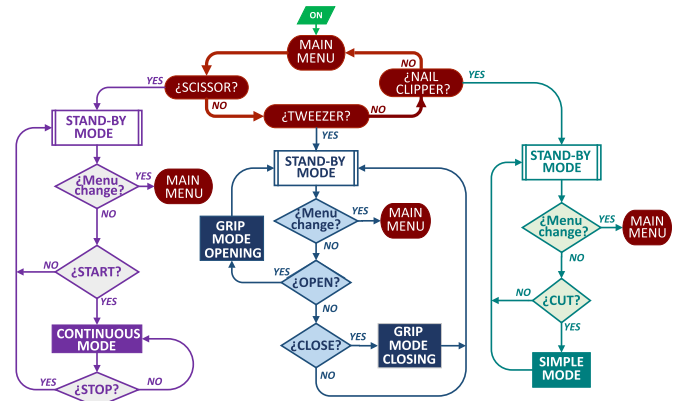 ON
MAIN
MENU
¿SCISSOR?
YES
NO
¿TWEEZER?
NO
YES
¿NAIL
CLIPPER?
NO
YES
STAND-BY
MODE
¿Menu
change?
YES
MAIN
MENU
NO
¿START?
NO
YES
CONTINUOUS
MODE
¿STOP?
YES
NO
STAND-BY
MODE
¿Menu
change?
YES
MAIN
MENU
NO
GRIP
MODE
OPENING
YES
¿OPEN?
NO
¿CLOSE?
YES
GRIP
MODE
CLOSING
NO
STAND-BY
MODE
¿Menu
change?
YES
MAIN
MENU
NO
¿CUT?
NO
YES
SIMPLE
MODE